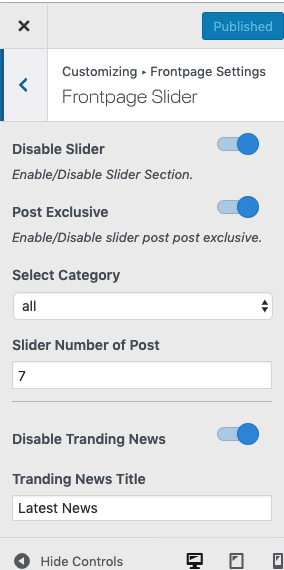 Published
Customizing ▸ Frontpage Settings
Frontpage Slider
Disable Slider
Enable/Disable Slider Section.
Post Exclusive
Enable/Disable slider post post exclusive.
Select Category
all
Slider Number of Post
7
Disable Tranding News
Tranding News Title
Latest News
Hide Controls